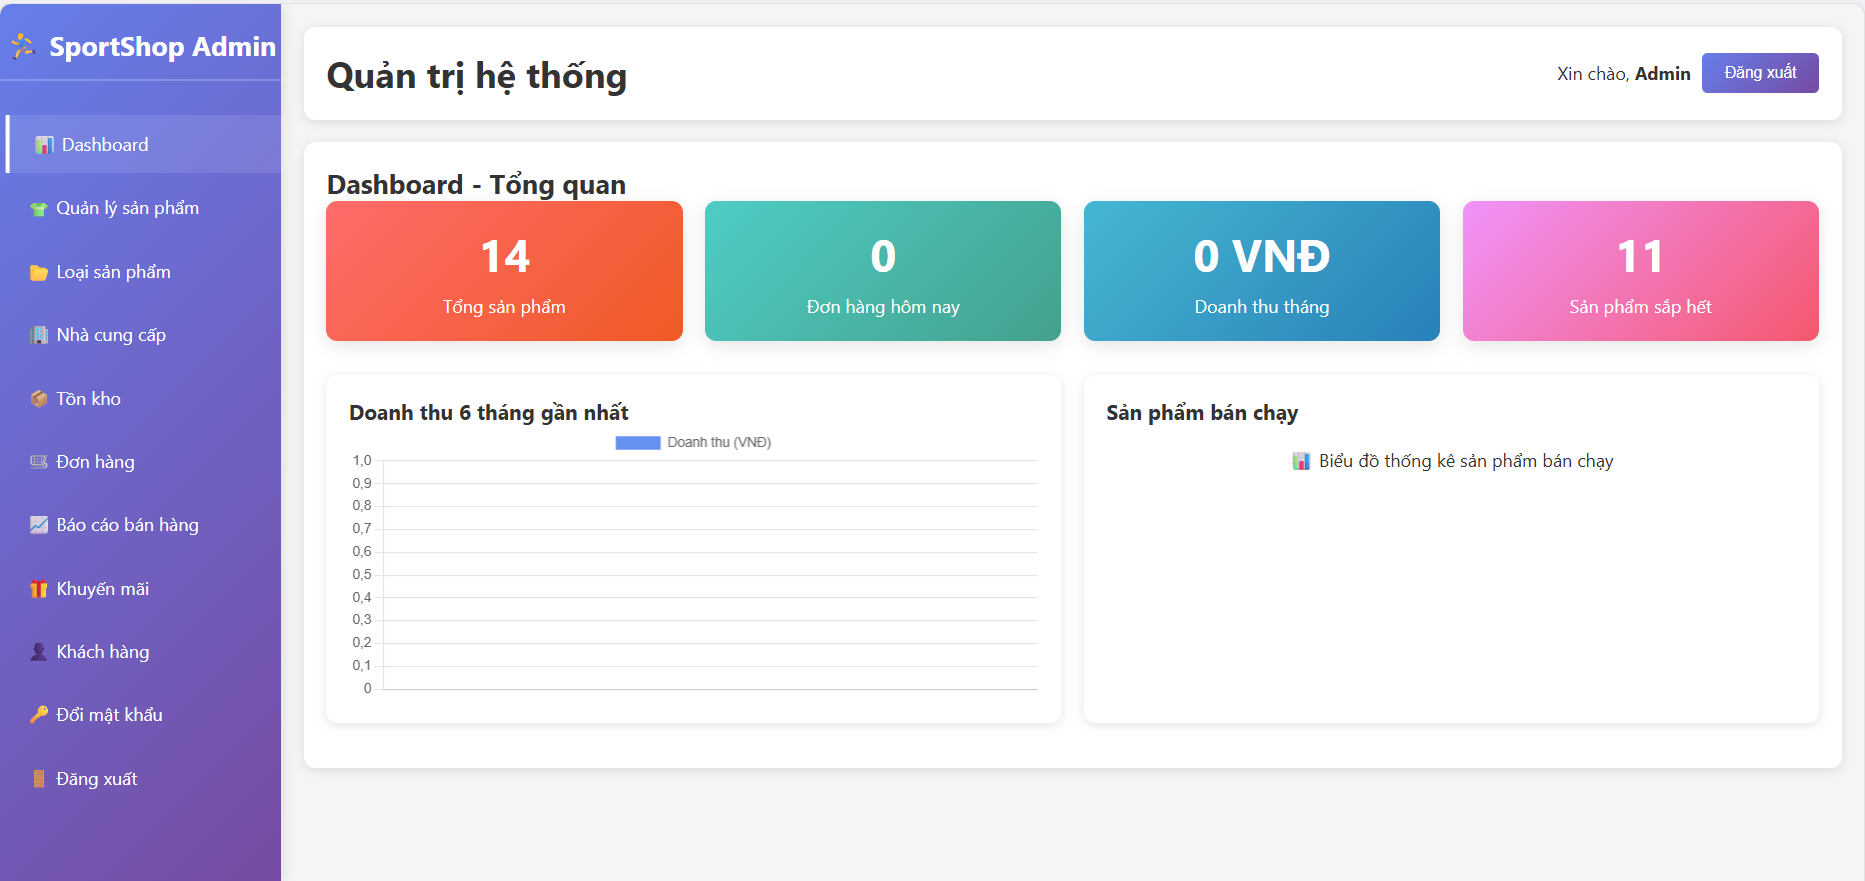 SportShop Admin
Dashboard
Quản lý sản phẩm
Loại sản phẩm
Nhà cung cấp
Tồn kho
Đơn hàng
Báo cáo bán hàng
Khuyến mãi
Khách hàng
Đổi mật khẩu
Đăng xuất
Quản trị hệ thống
Xin chào, Admin
Đăng xuất
Dashboard - Tổng quan
14
Tổng sản phẩm
0
Đơn hàng hôm nay
0 VNĐ
Doanh thu tháng
11
Sản phẩm sắp hết
Doanh thu 6 tháng gần nhất
Doanh thu (VNĐ)
1,0
0,9
0,8
0,7
0,6
0,5
0,4
0,3
0,2
0,1
0
Sản phẩm bán chạy
Biểu đồ thống kê sản phẩm bán chạy